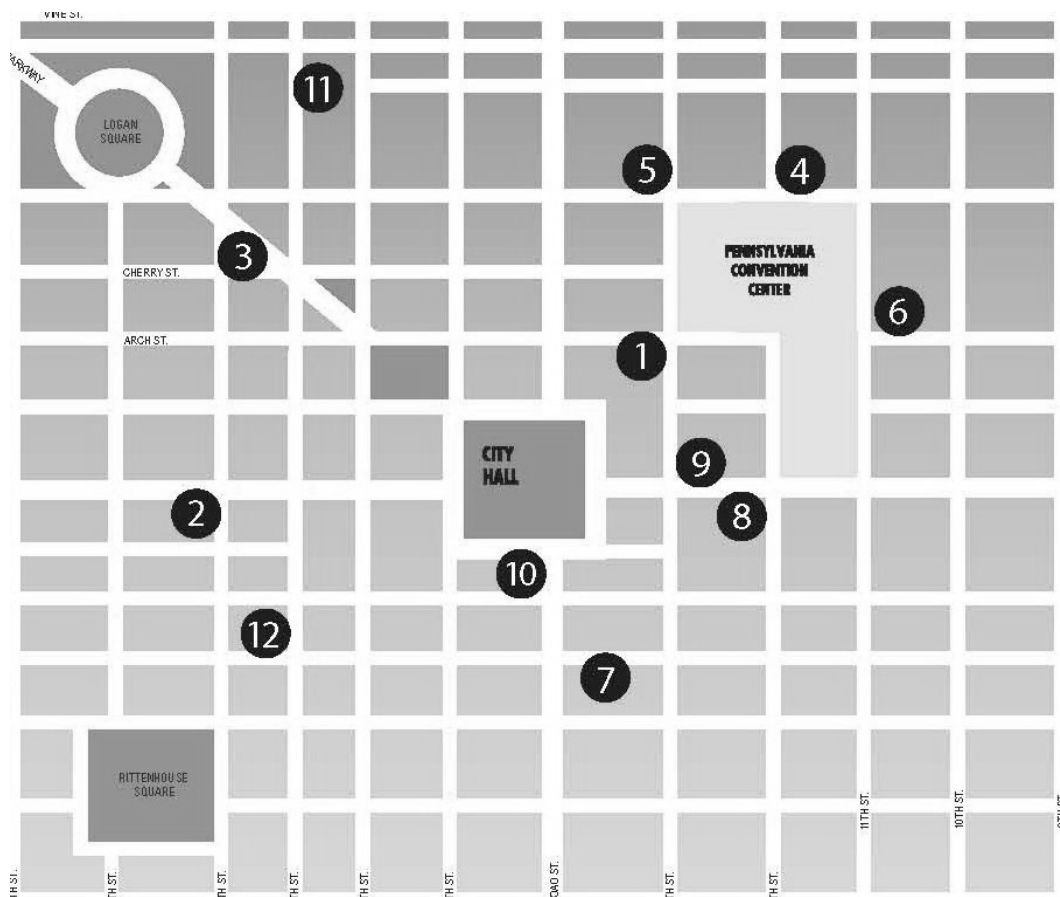 VINE ST.
PARKWAY
11
LOGAN
SQUARE
5
4
3
PENNSYLVANIA
CONVENTION
CENTER
CHERRY ST.
6
ARCH ST.
1
CITY
HALL
9
2
8
10
12
7
RITTENHOUSE
SQUARE
11TH ST.
10TH ST.
TH ST.
TH ST.
TH ST.
TH ST.
TH ST.
TH ST.
OAD ST.
TH ST.
TH ST.